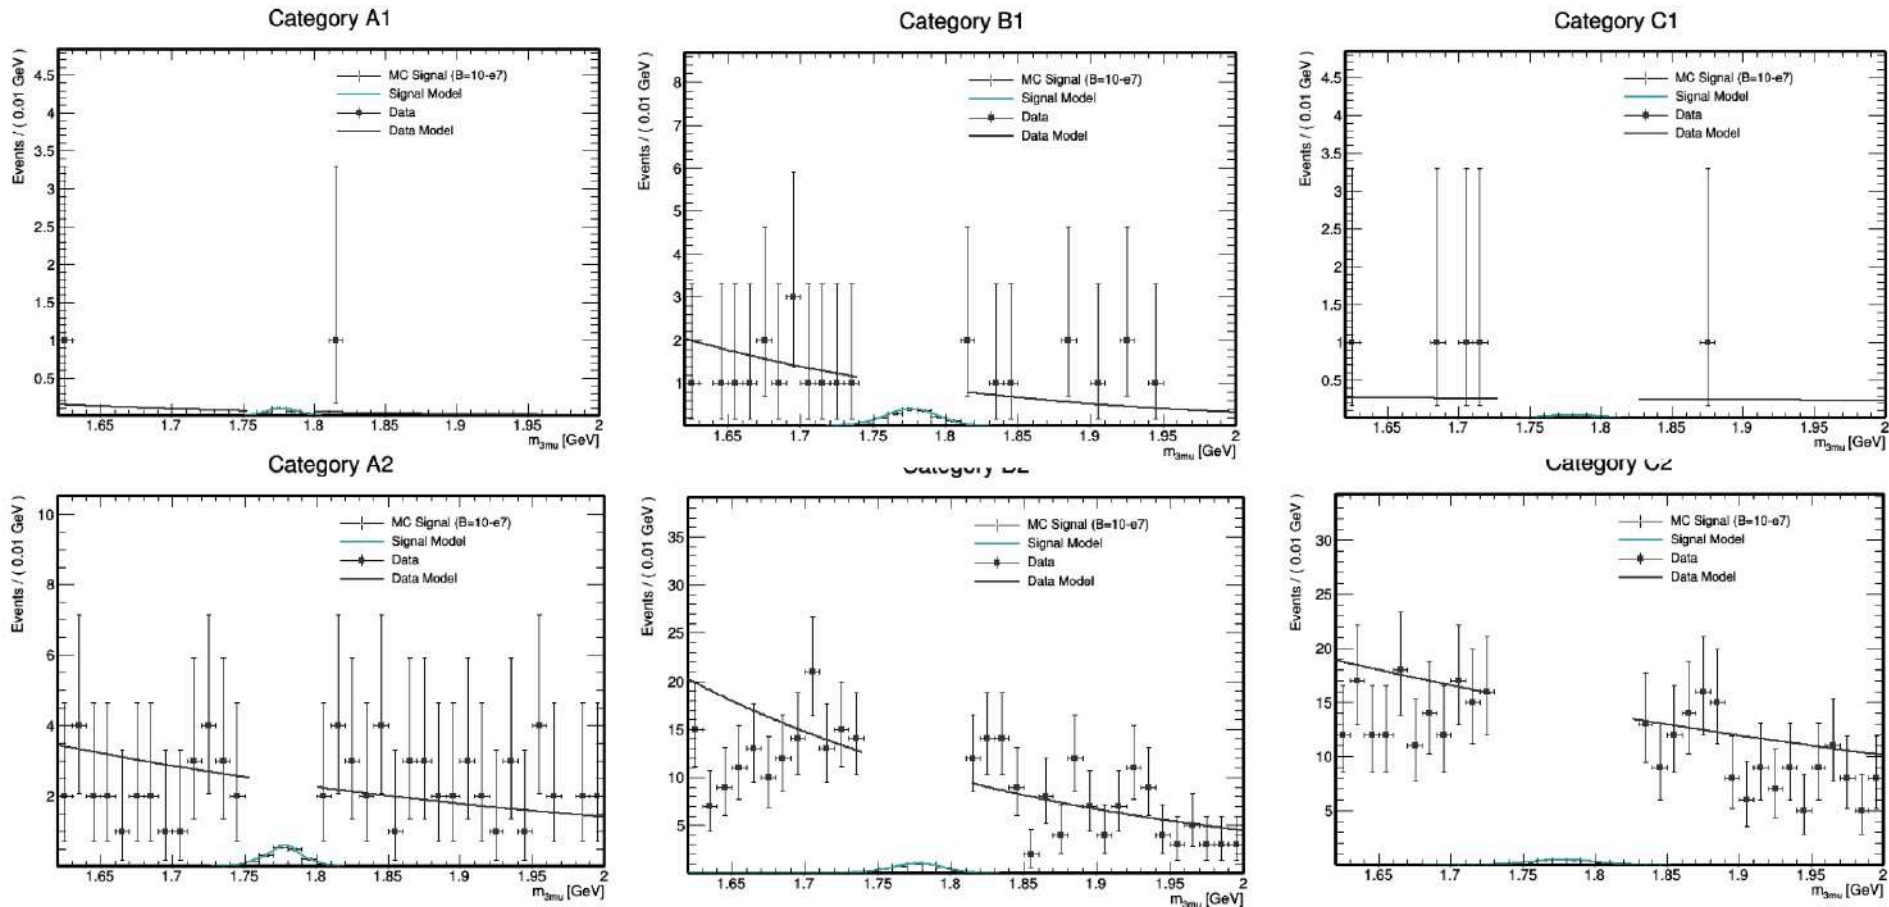 Category A1
Events / ( 0.01 GeV )
4.5
4
3.5
3
2.5
2
1.5
1
0.5
MC Signal (B=10-e7)
Signal Model
Data
Data Model
1.65 1.7 1.75 1.8 1.85 1.9 1.95 2
m3mu [GeV]
Category B1
Events / ( 0.01 GeV )
8
7
6
5
4
3
2
1
MC Signal (B=10-e7)
Signal Model
Data
Data Model
1.65 1.7 1.75 1.8 1.85 1.9 1.95 2
m3mu [GeV]
Category C1
Events / ( 0.01 GeV )
4.5
4
3.5
3
2.5
2
1.5
1
0.5
MC Signal (B=10-e7)
Signal Model
Data
Data Model
1.65 1.7 1.75 1.8 1.85 1.9 1.95 2
m3mu [GeV]
Category A2
Events / ( 0.01 GeV )
10
8
6
4
2
MC Signal (B=10-e7)
Signal Model
Data
Data Model
1.65 1.7 1.75 1.8 1.85 1.9 1.95 2
m3mu [GeV]
Category B2
Events / ( 0.01 GeV )
35
30
25
20
15
10
5
MC Signal (B=10-e7)
Signal Model
Data
Data Model
1.65 1.7 1.75 1.8 1.85 1.9 1.95 2
m3mu [GeV]
Category C2
Events / ( 0.01 GeV )
30
25
20
15
10
5
MC Signal (B=10-e7)
Signal Model
Data
Data Model
1.65 1.7 1.75 1.8 1.85 1.9 1.95 2
m3mu [GeV]